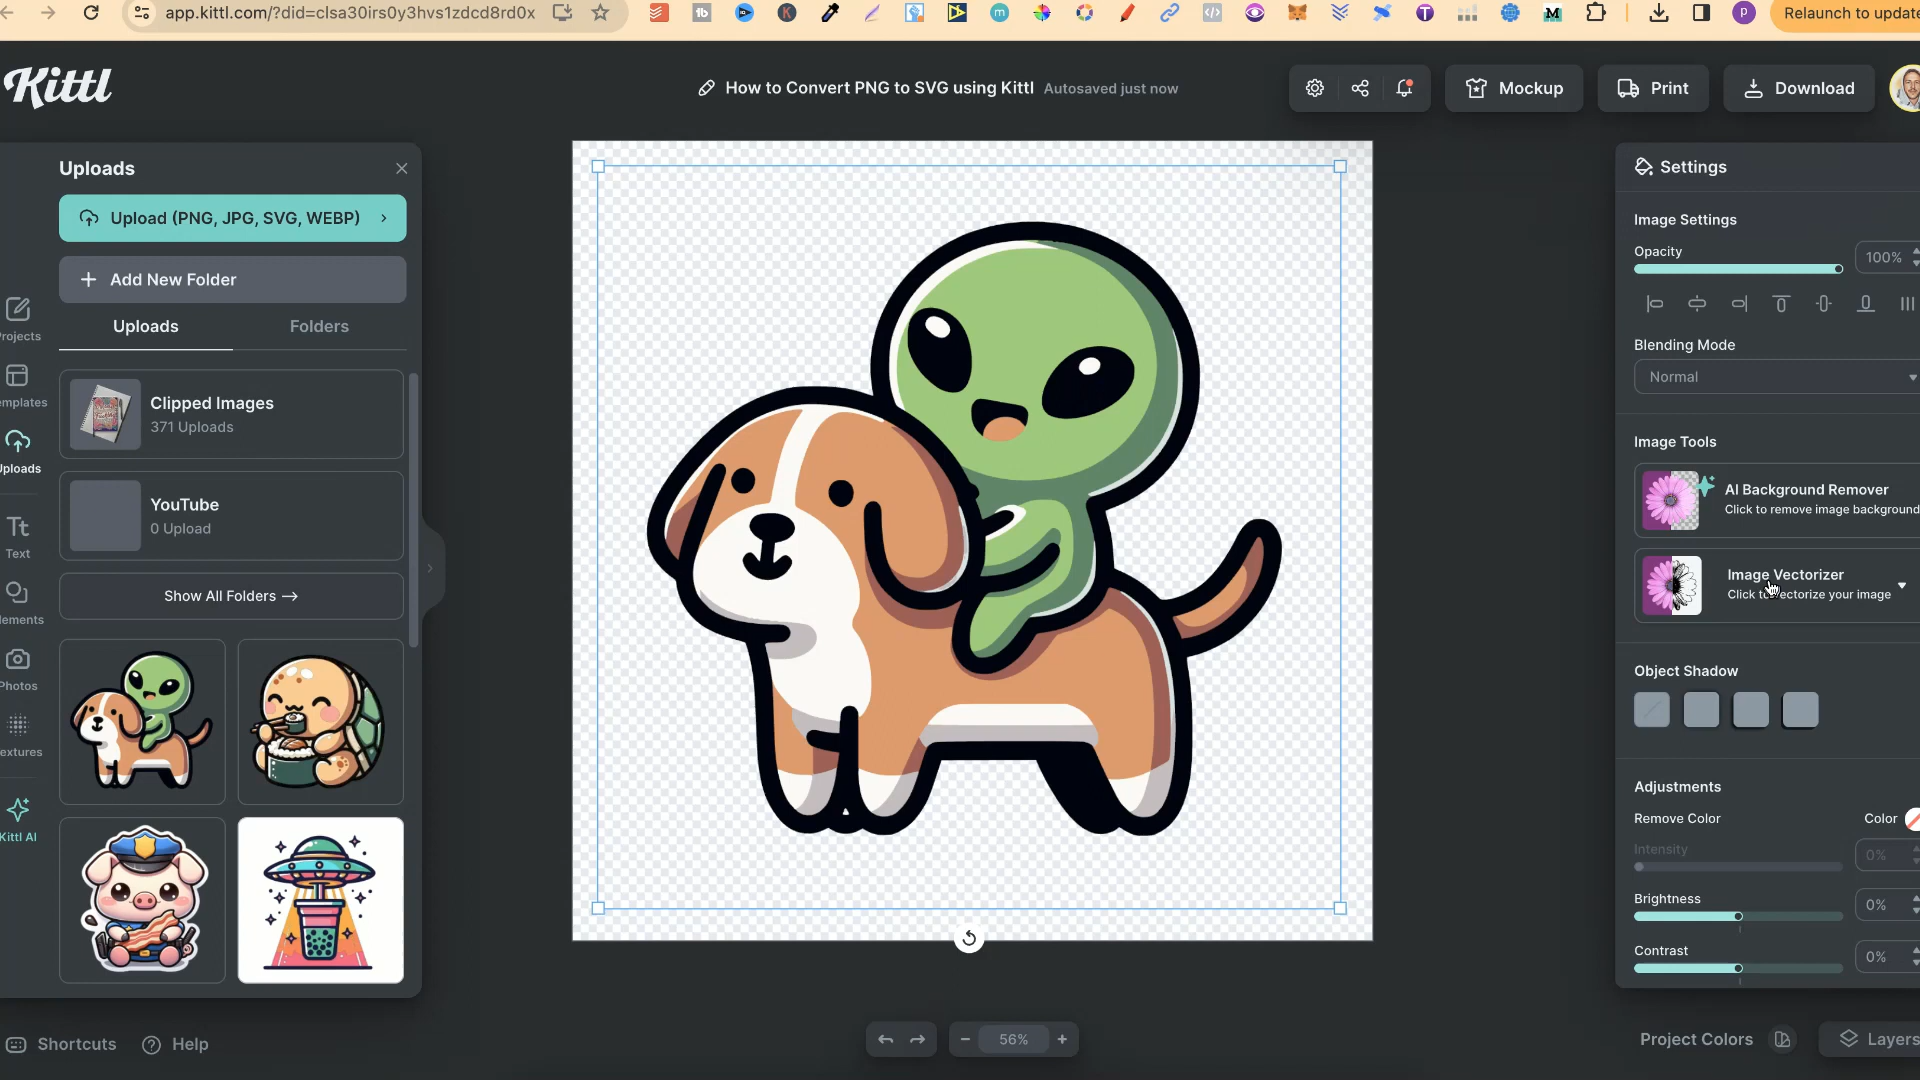 app.kittl.com/?did=clsa30irs0y3hvs1zdcd8rd0x
Relaunch to update
Kittl
How to Convert PNG to SVG using Kittl Autosaved just now
Mockup
Print
Download
Uploads
Upload (PNG, JPG, SVG, WEBP)
Add New Folder
Uploads
Folders
Clipped Images
371 Uploads
YouTube
0 Upload
Show All Folders →
rojects
emplates
ploads
Tt
Text
lements
Photos
extures
Kittl AI
Shortcuts
Help
56%
Settings
Image Settings
Opacity
100%
Blending Mode
Normal
Image Tools
AI Background Remover
Click to remove image background
Image Vectorizer
Click to vectorize your image
Object Shadow
Adjustments
Remove Color
Color
Intensity
0%
Brightness
0%
Contrast
0%
Project Colors
Layers